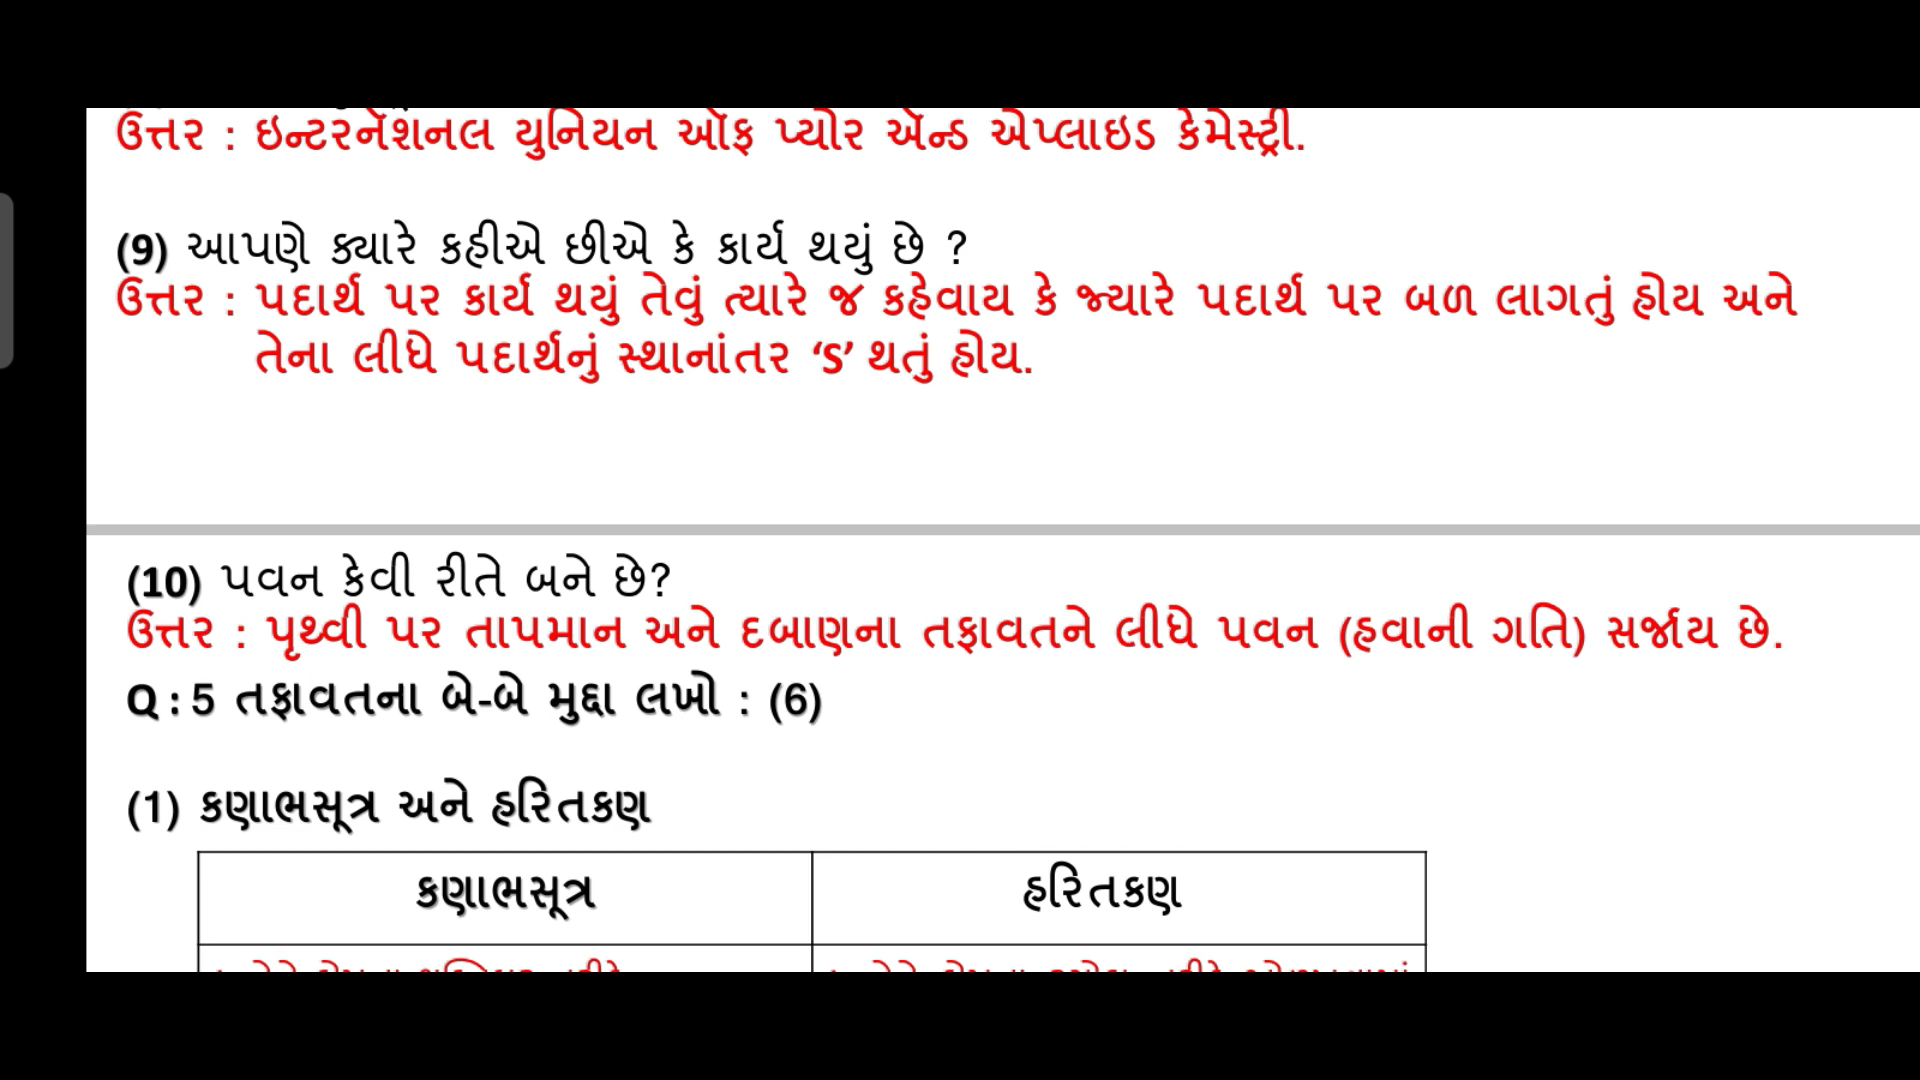 ઉત્તર : ઇન્ટરનૅશનલ યુનિયન ઑફ પ્યોર ઍન્ડ ઍપ્લાઇડ કેમેસ્ટ્રી.
(9) આપણે ક્યારે કહીએ છીએ કે કાર્ય થયું છે ?
ઉત્તર : પદાર્થ પર કાર્ય થયું તેવું ત્યારે જ કહેવાય કે જ્યારે પદાર્થ પર બળ લાગતું હોય અને
તેના લીધે પદાર્થનું સ્થાનાંતર ‘S’ થતું હોય.
(10) પવન કેવી રીતે બને છે?
ઉત્તર : પૃથ્વી પર તાપમાન અને દબાણના તફાવતને લીધે પવન (હવાની ગતિ) સર્જાય છે.
Q : 5 તફાવતના બે-બે મુદ્દા લખો : (6)
(1) કણાભસૂત્ર અને હરિતકણ
કણાભસૂત્ર
હરિતકણ